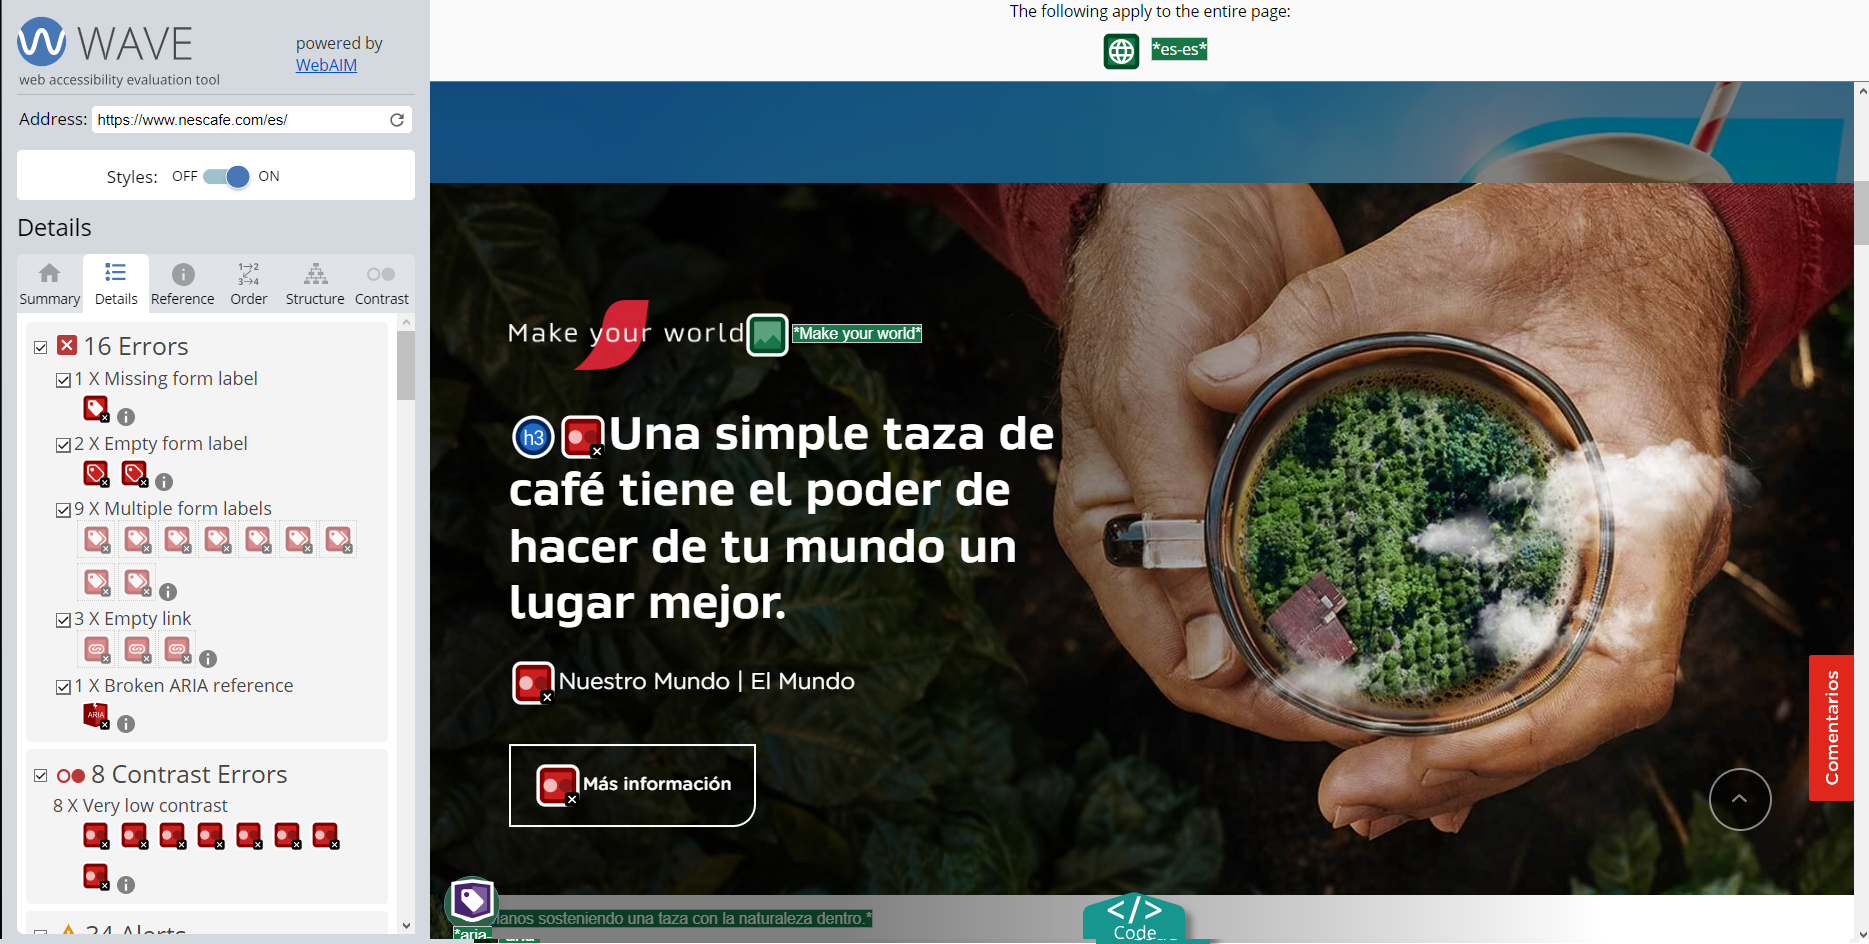 WAVE
web accessibility evaluation tool
powered by
WebAIM
Address: https://www.nescafe.com/es/
Styles: OFF ON
Details
Summary Details Reference Order Structure Contrast
16 Errors
1 X Missing form label
2 X Empty form label
9 X Multiple form labels
3 X Empty link
1 X Broken ARIA reference
ARIA
8 Contrast Errors
8 X Very low contrast
34 Alerts
The following apply to the entire page:
*es-es*
Make your world *Make your world*
h3 Una simple taza de
café tiene el poder de
hacer de tu mundo un
lugar mejor.
Nuestro Mundo | El Mundo
Más información
Comentarios
sosteniendo una taza con la naturaleza dentro.*
*aria-
</> Code